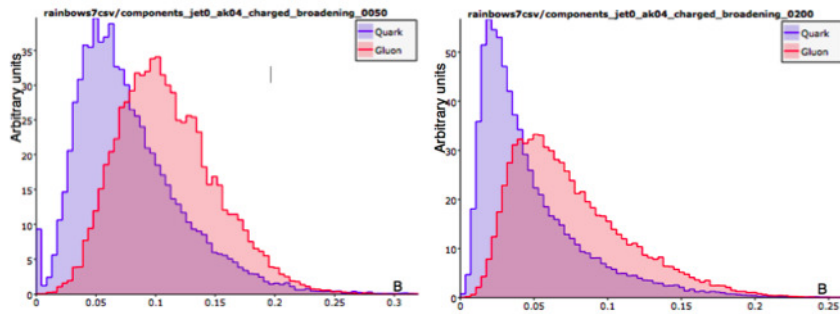 rainbows7csv/components_jet0_ak04_charged_broadening_0050
Quark
Gluon
Arbitrary units
35
30
25
20
15
10
5
0
0 0.05 0.1 0.15 0.2 0.25 0.3
B
rainbows7csv/components_jet0_ak04_charged_broadening_0200
Quark
Gluon
Arbitrary units
50
40
30
20
10
0
0 0.05 0.1 0.15 0.2 0.25
B